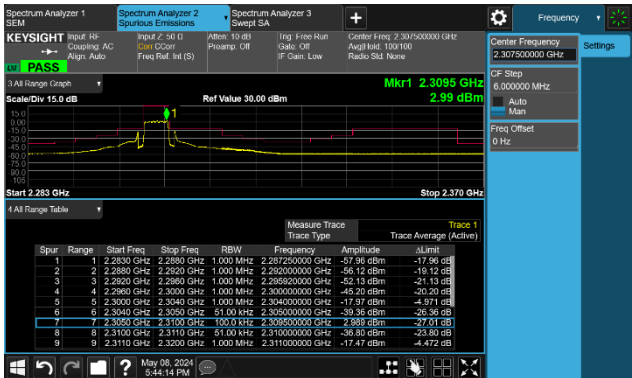 Spectrum Analyzer 1
SEM
Spectrum Analyzer 2
Spurious Emissions
Spectrum Analyzer 3
Swept SA
Frequency
KEYSIGHT
Input: RF
Coupling: AC
Align: Auto
Input Z: 50 Ω
Corr CCorr
Freq Ref: Int (S)
Atten: 10 dB
Preamp: Off
Trig: Free Run
Gate: Off
IF Gain: Low
Center Freq: 2.307500000 GHz
Avg|Hold: 100/100
Radio Std: None
PASS
Center Frequency
2.307500000 GHz
Settings
CF Step
6.000000 MHz
Auto
Man
Freq Offset
0 Hz
3 All Range Graph
Mkr1 2.3095 GHz
Scale/Div 15.0 dB
Ref Value 30.00 dBm
2.99 dBm
1
15.0
0.00
-15.0
-30.0
-45.0
-60.0
-75.0
-90.0
-105
Start 2.283 GHz
Stop 2.370 GHz
4 All Range Table
Measure Trace Trace 1
Trace Type Trace Average (Active)
Spur Range Start Freq Stop Freq RBW Frequency Amplitude ΔLimit
1 1 2.2830 GHz 2.2880 GHz 1.000 MHz 2.287250000 GHz -57.96 dBm -17.96 dB
2 2 2.2880 GHz 2.2920 GHz 1.000 MHz 2.292000000 GHz -56.12 dBm -19.12 dB
3 3 2.2920 GHz 2.2960 GHz 1.000 MHz 2.295920000 GHz -52.13 dBm -21.13 dB
4 4 2.2960 GHz 2.3000 GHz 1.000 MHz 2.300000000 GHz -45.20 dBm -20.20 dB
5 5 2.3000 GHz 2.3040 GHz 1.000 MHz 2.304000000 GHz -17.97 dBm -4.971 dB
6 6 2.3040 GHz 2.3050 GHz 51.00 kHz 2.305000000 GHz -39.36 dBm -26.36 dB
7 7 2.3050 GHz 2.3100 GHz 100.0 kHz 2.309500000 GHz 2.989 dBm -27.01 dB
8 8 2.3100 GHz 2.3110 GHz 51.00 kHz 2.310000000 GHz -36.80 dBm -23.80 dB
9 9 2.3110 GHz 2.3200 GHz 1.000 MHz 2.311000000 GHz -17.47 dBm -4.472 dB
May 08, 2024
5:44:14 PM